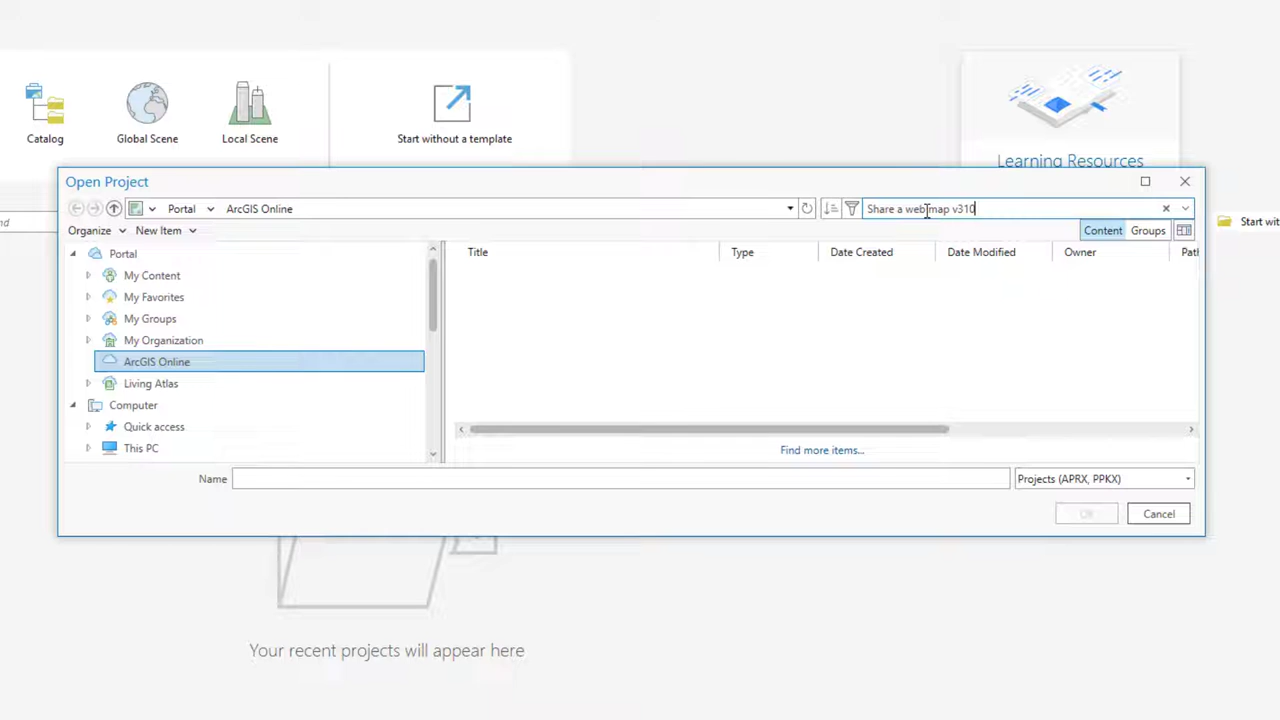 Catalog
Global Scene
Local Scene
Start without a template
Learning Resources
Open Project
Portal
ArcGIS Online
Share a web map v310
nd
Start wit
Organize
New Item
Content
Groups
Portal
My Content
My Favorites
My Groups
My Organization
ArcGIS Online
Living Atlas
Computer
Quick access
This PC
Title
Type
Date Created
Date Modified
Owner
Path
Find more items...
Name
Projects (APRX, PPKX)
OK
Cancel
Your recent projects will appear here